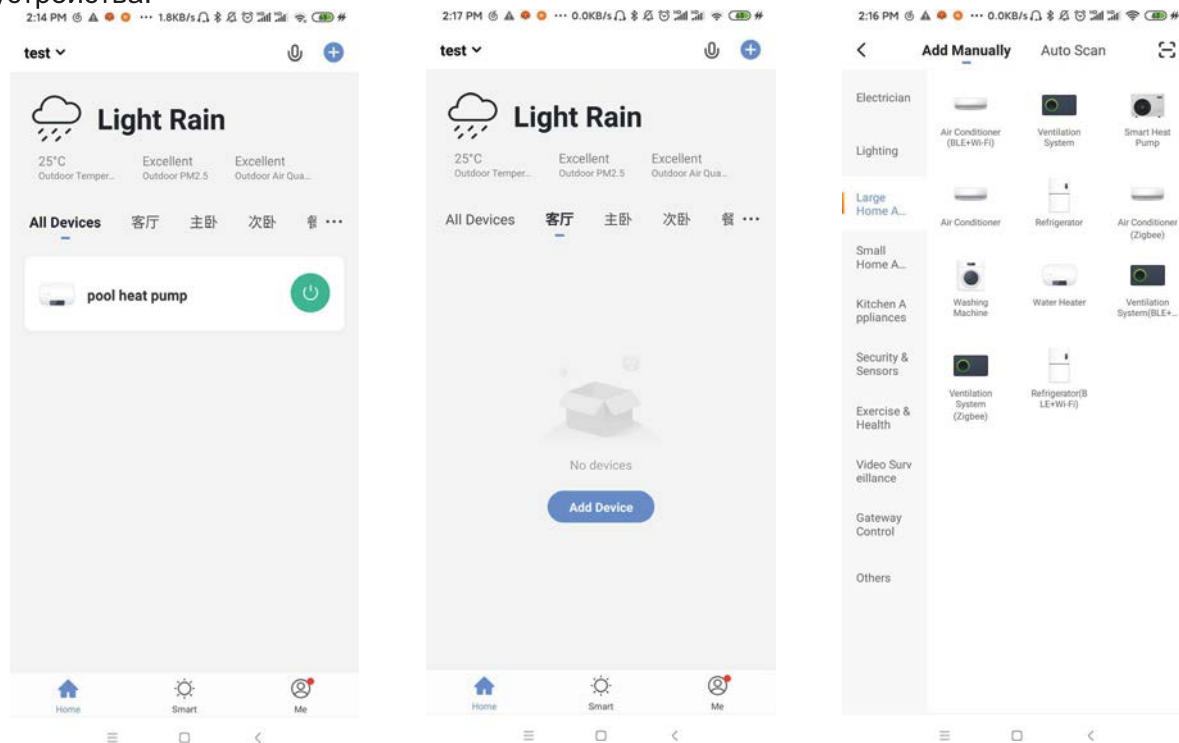 устройства.
2:14 PM ... 1.8KB/s
test
Light Rain
25°C Excellent Excellent
Outdoor Temper... Outdoor PM2.5 Outdoor Air Qua...
All Devices 客厅 主卧 次卧 ...
pool heat pump
Home Smart Me
2:17 PM ... 0.0KB/s
test
Light Rain
25°C Excellent Excellent
Outdoor Temper... Outdoor PM2.5 Outdoor Air Qua...
All Devices 客厅 主卧 次卧 餐 ...
No devices
Add Device
Home Smart Me
2:16 PM ... 0.0KB/s
Add Manually Auto Scan
Electrician
Lighting
Large
Home A...
Small
Home A...
Kitchen A
ppliances
Security &
Sensors
Exercise &
Health
Video Surv
eillance
Gateway
Control
Others
Air Conditioner
(BLE+Wi-Fi)
Ventilation
System
Smart Heat
Pump
Air Conditioner
Refrigerator
Air Conditioner
(Zigbee)
Washing
Machine
Water Heater
Ventilation
System(BLE+...
Ventilation
System
(Zigbee)
Refrigerator(B
LE+Wi-Fi)